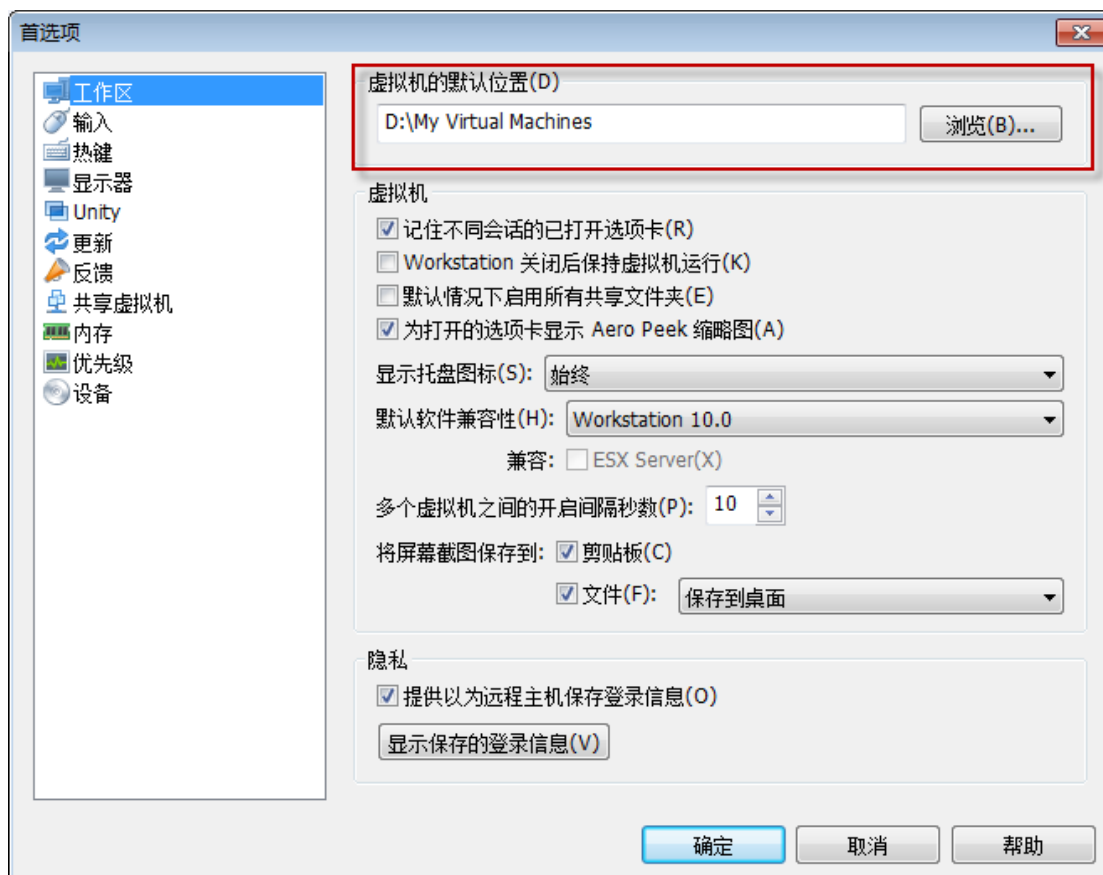 首选项
工作区
输入
热键
显示器
Unity
更新
反馈
共享虚拟机
内存
优先级
设备
虚拟机的默认位置(D)
D:\My Virtual Machines
浏览(B)...
虚拟机
记住不同会话的已打开选项卡(R)
Workstation 关闭后保持虚拟机运行(K)
默认情况下启用所有共享文件夹(E)
为打开的选项卡显示 Aero Peek 缩略图(A)
显示托盘图标(S): 始终
默认软件兼容性(H): Workstation 10.0
兼容: ESX Server(X)
多个虚拟机之间的开启间隔秒数(P): 10
将屏幕截图保存到: 剪贴板(C)
文件(F): 保存到桌面
隐私
提供以为远程主机保存登录信息(O)
显示保存的登录信息(V)
确定 取消 帮助